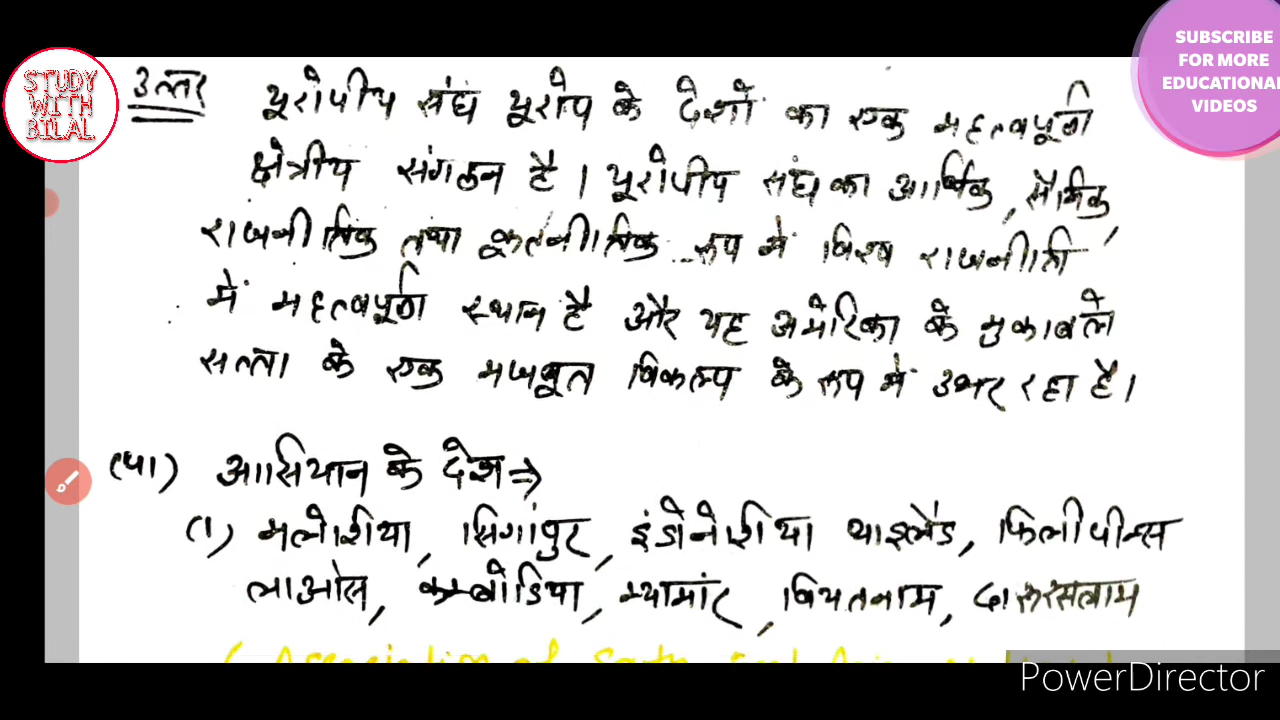 STUDY
WITH
BILAL
SUBSCRIBE
FOR MORE
EDUCATIONAL
VIDEOS
उत्तर यूरोपीय संघ यूरोप के देशों का एक महत्वपूर्ण
क्षेत्रीय संगठन है। यूरोपीय संघ का आर्थिक, सैनिक,
राजनीतिक तथा कूटनीतिक रूप में विश्व राजनीति
में महत्वपूर्ण स्थान है और यह अमेरिका के मुकाबले
सत्ता के एक मजबूत विकल्प के रूप में उभर रहा है।
आसियान के देश ⇒
(1) मलेशिया, सिगांपुर, इंडोनेशिया थाइलैंड, फिलीपीन्स
लाओस, कम्बोडिया, म्यामांर, वियतनाम, दारूस्सलाम
PowerDirector